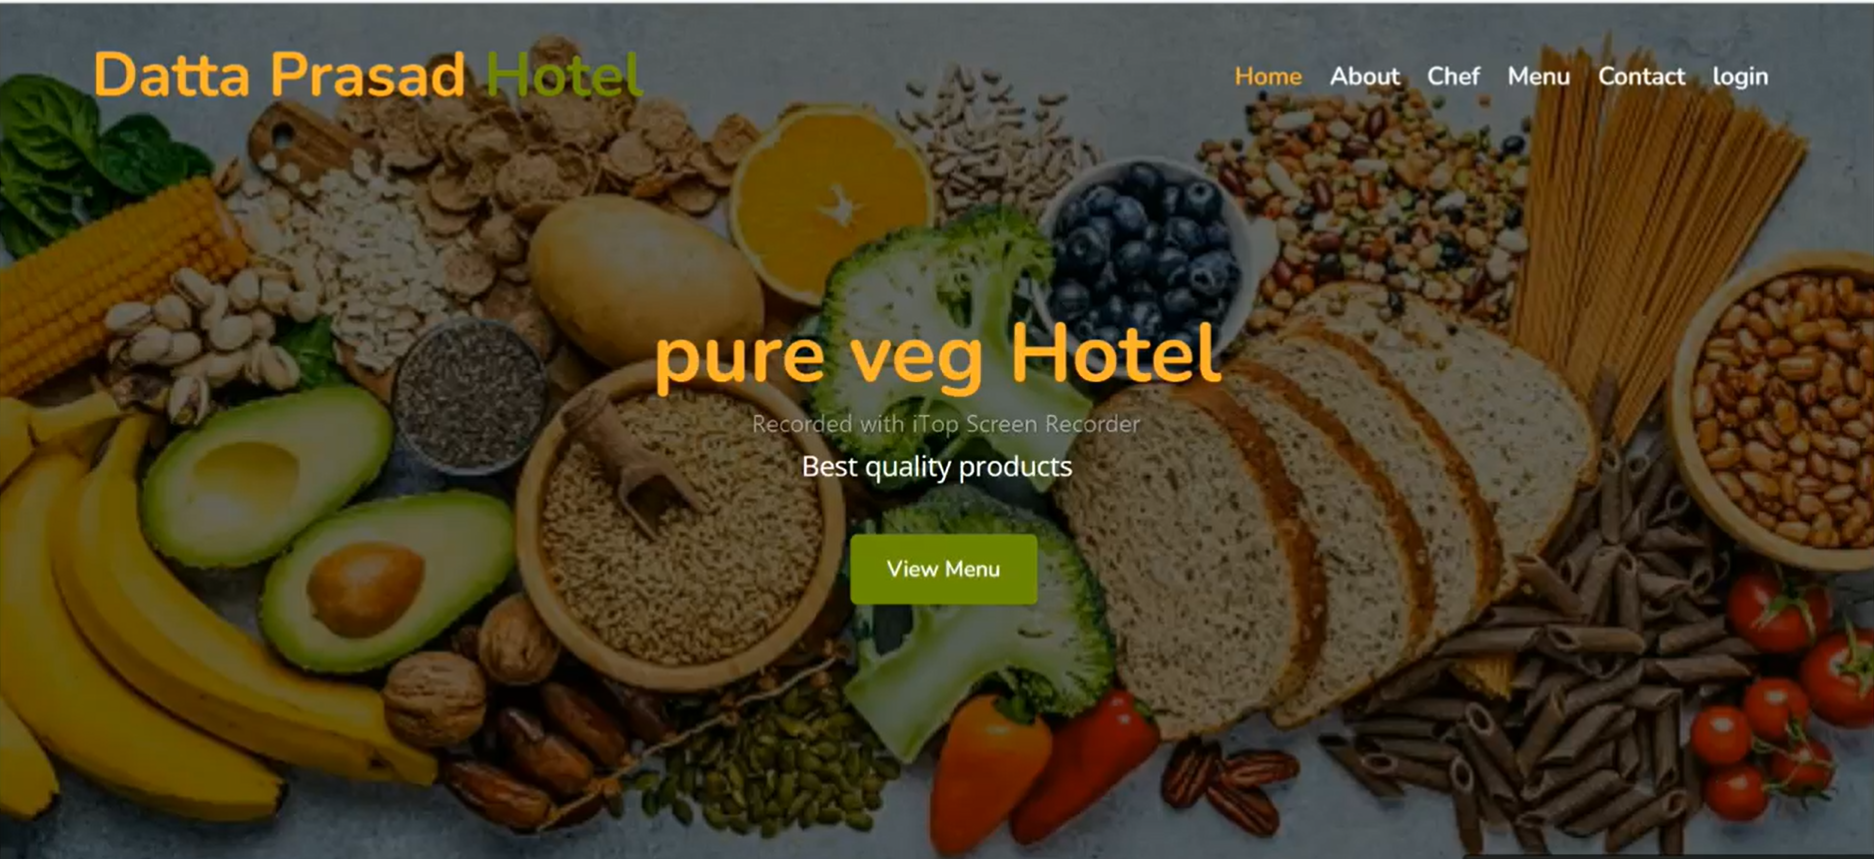 Datta Prasad Hotel
Home About Chef Menu Contact login
pure veg Hotel
Recorded with iTop Screen Recorder
Best quality products
View Menu